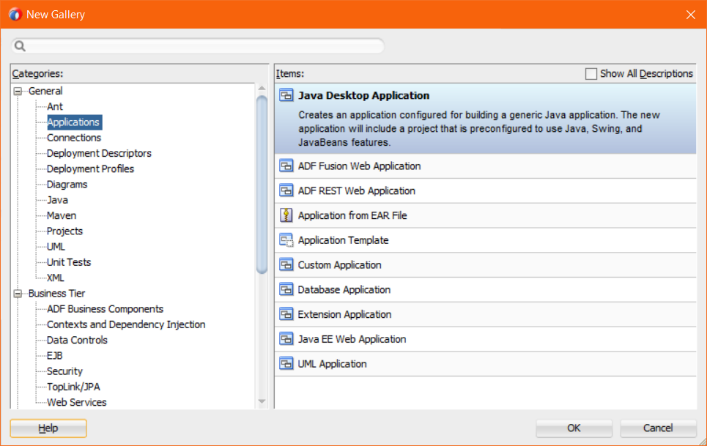 New Gallery
Categories:
General
Ant
Applications
Connections
Deployment Descriptors
Deployment Profiles
Diagrams
Java
Maven
Projects
UML
Unit Tests
XML
Business Tier
ADF Business Components
Contexts and Dependency Injection
Data Controls
EJB
Security
TopLink/JPA
Web Services
Items:
Show All Descriptions
Java Desktop Application
Creates an application configured for building a generic Java application. The new
application will include a project that is preconfigured to use Java, Swing, and
JavaBeans features.
ADF Fusion Web Application
ADF REST Web Application
Application from EAR File
Application Template
Custom Application
Database Application
Extension Application
Java EE Web Application
UML Application
Help
OK
Cancel